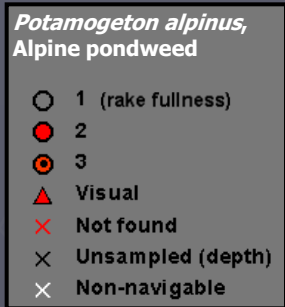 Potamogeton alpinus,
Alpine pondweed
1 (rake fullness)
2
3
Visual
Not found
Unsampled (depth)
Non-navigable